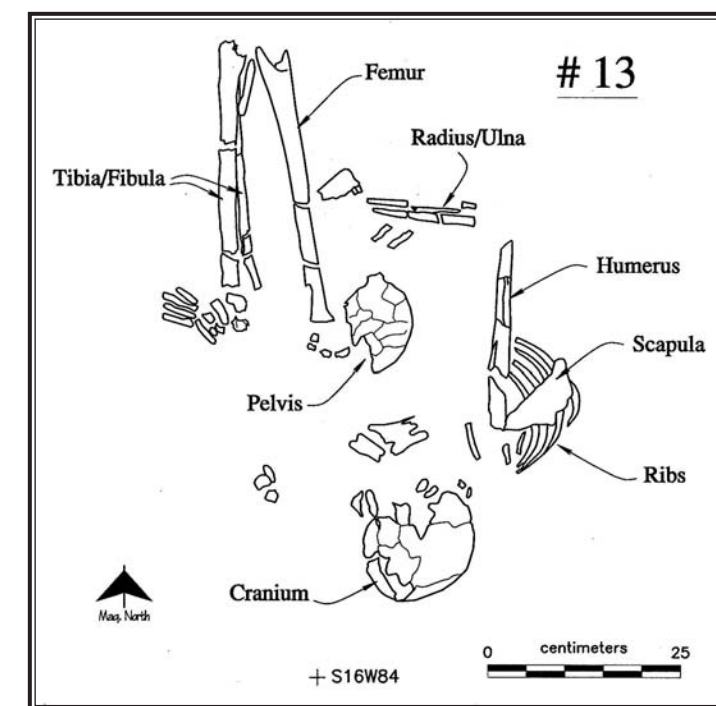 # 13
Femur
Radius/Ulna
Tibia/Fibula
Humerus
Scapula
Pelvis
Ribs
Cranium
Mag. North
centimeters
0 25
+ S16W84